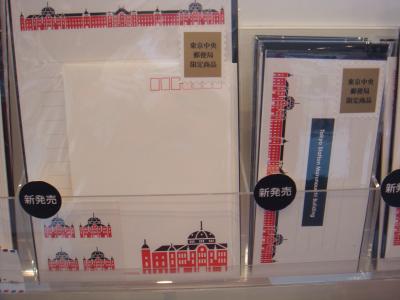 東京中央
郵便局
限定商品
新発売
東京中央
郵便局
限定商品
Tokyo Station Marunouchi Building
新発売
新